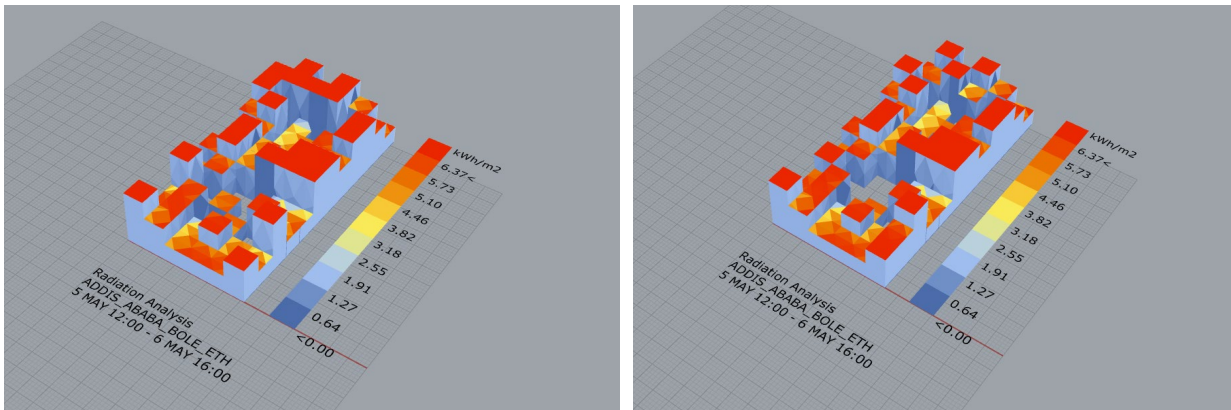 kWh/m2
6.37<
5.73
5.10
4.46
3.82
3.18
2.55
1.91
1.27
0.64
<0.00
Radiation Analysis
ADDIS_ABABA_BOLE_ETH
5 MAY 12:00 - 6 MAY 16:00
kWh/m2
6.37<
5.73
5.10
4.46
3.82
3.18
2.55
1.91
1.27
0.64
<0.00
Radiation Analysis
ADDIS_ABABA_BOLE_ETH
5 MAY 12:00 - 6 MAY 16:00